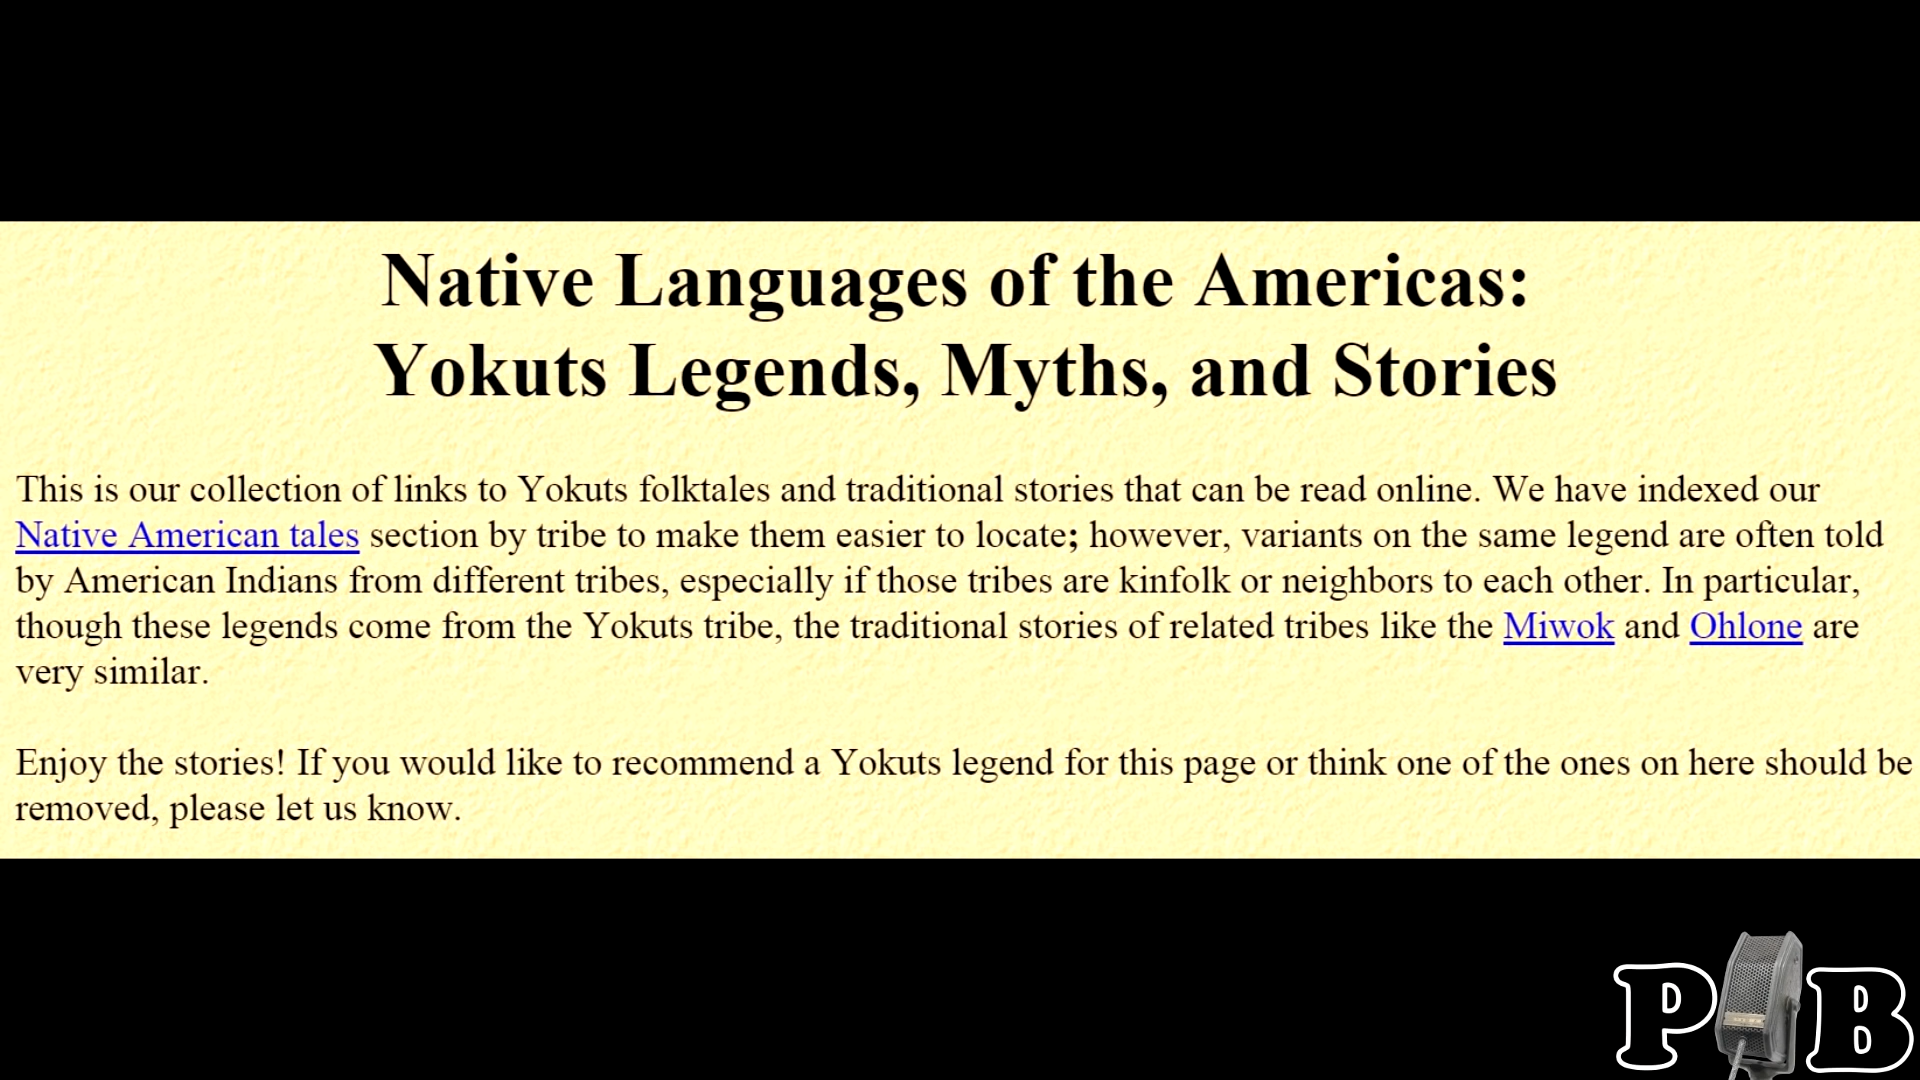 Native Languages of the Americas:
Yokuts Legends, Myths, and Stories
This is our collection of links to Yokuts folktales and traditional stories that can be read online. We have indexed our
Native American tales section by tribe to make them easier to locate; however, variants on the same legend are often told
by American Indians from different tribes, especially if those tribes are kinfolk or neighbors to each other. In particular,
though these legends come from the Yokuts tribe, the traditional stories of related tribes like the Miwok and Ohlone are
very similar.
Enjoy the stories! If you would like to recommend a Yokuts legend for this page or think one of the ones on here should be
removed, please let us know.
P B